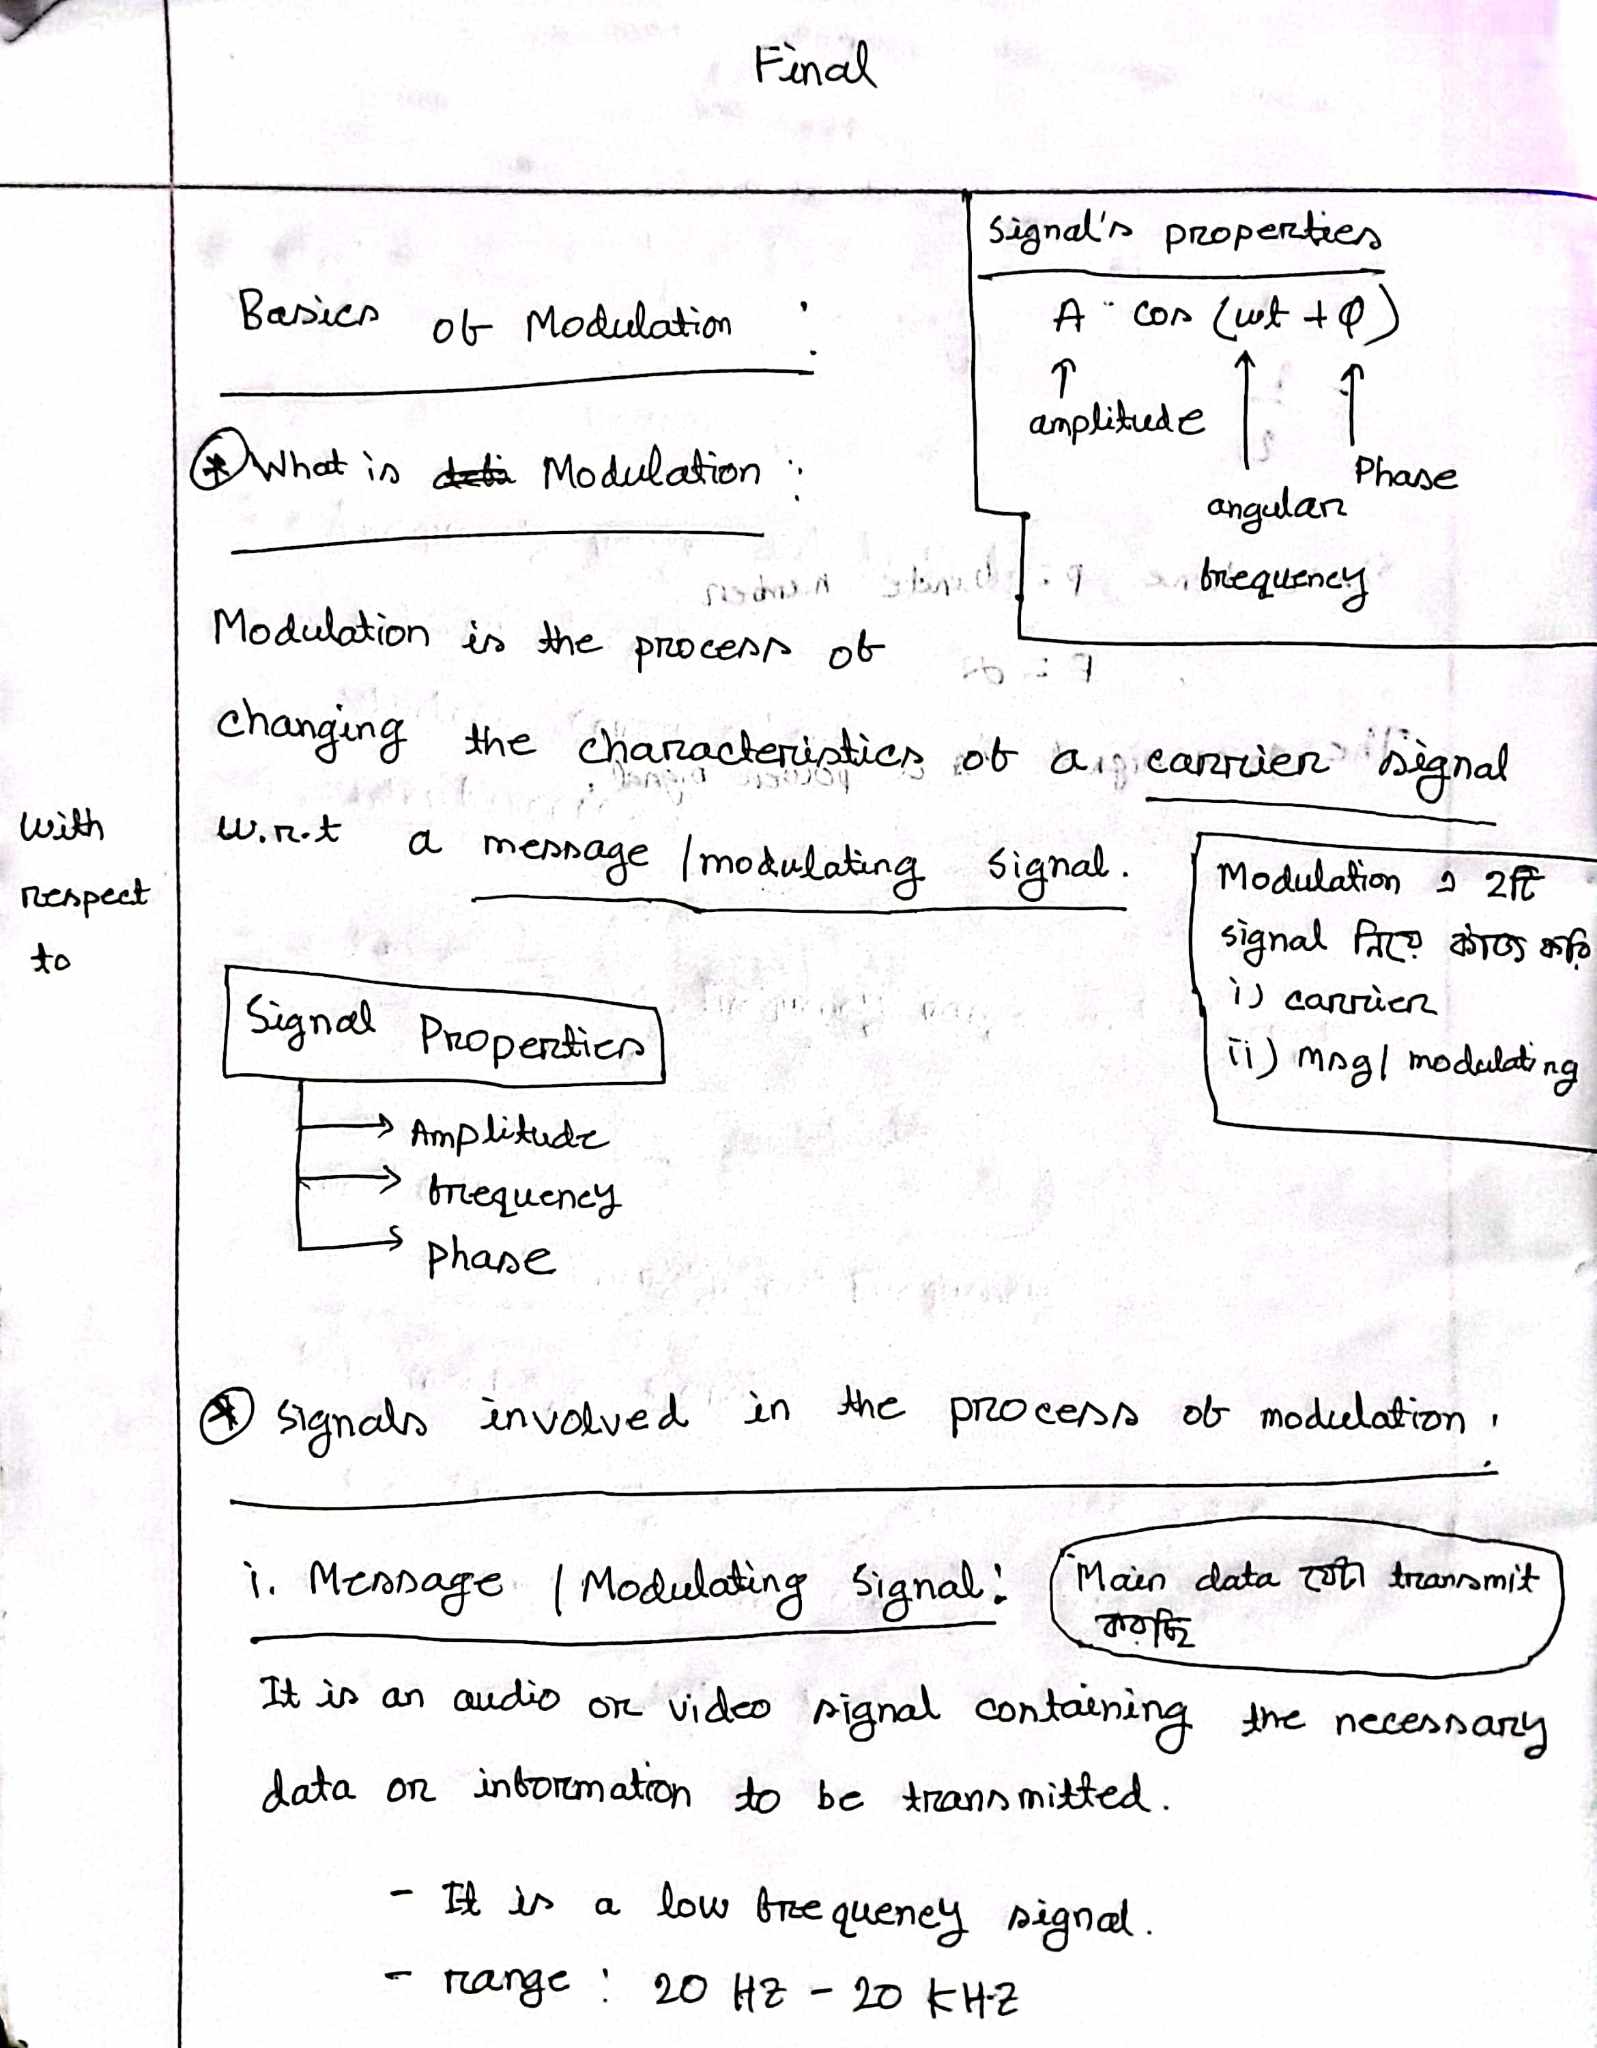 Final
Signal's properties
A cos (ωt + φ)
↑ ↑ ↑
amplitude
Phase
angular
frequency
Basics of Modulation :
* What is Modulation :
Modulation is the process of
changing the characteristics of a carrier signal
w.r.t a message / modulating signal.
with
respect
to
Modulation এ 2টি
signal নিয়ে কাজ করি
i) carrier
ii) msg / modulating
Signal Properties
→ Amplitude
→ frequency
→ phase
* Signals involved in the process of modulation :
i. Message / Modulating Signal :
Main data যেটা transmit
করছি
It is an audio or video signal containing the necessary
data or information to be transmitted.
- It is a low frequency signal.
- range : 20 HZ - 20 KHZ